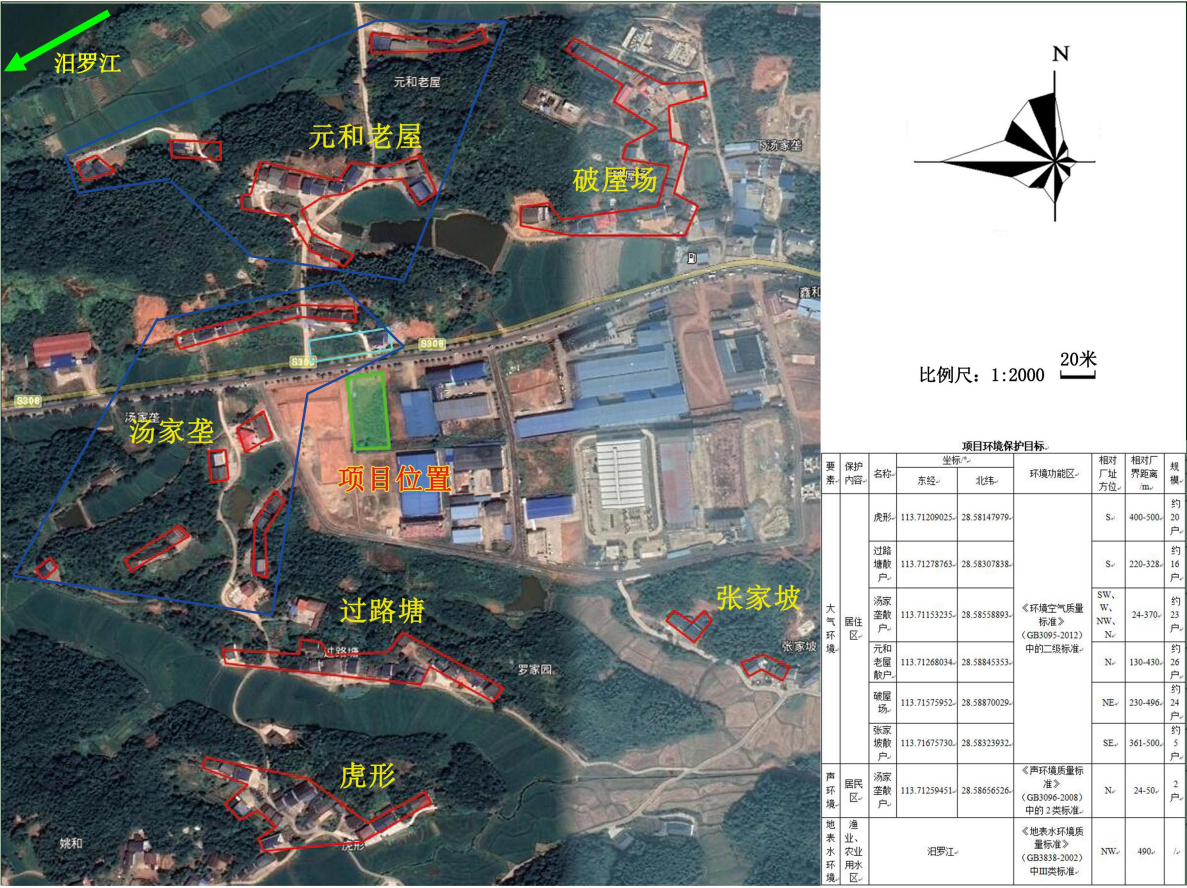 汨罗江
元和老屋
元和老屋
破屋场
下汤家垄
S308
S308
鑫和
汤家垄
汤家垄
项目位置
过路塘
过路塘
罗家园
张家坡
张家坡
虎形
虎形
姚和
N
比例尺：1:2000
20米
项目环境保护目标
要素 保护内容 名称 坐标/° 环境功能区 相对厂址方位 相对厂界距离/m 规模
东经 北纬
大气环境 居住区 《环境空气质量标准》（GB3095-2012）中的二级标准
虎形 113.71209025 28.58147979 S 400-500 约20户
过路塘散户 113.71278763 28.58307838 S 220-328 约16户
汤家垄散户 113.71153235 28.58558893 SW、W、NW、N 24-370 约23户
元和老屋散户 113.71268034 28.58845353 N 130-430 约26户
破屋场 113.71575952 28.58870029 NE 230-496 约24户
张家坡散户 113.71675730 28.58323932 SE 361-500 约5户
声环境 居民区 汤家垄散户 113.71259451 28.58656526 《声环境质量标准》（GB3096-2008）中的2类标准 N 24-50 2户
地表水环境 渔业、农业用水区 汨罗江 《地表水环境质量标准》（GB3838-2002）中III类标准 NW 490 /